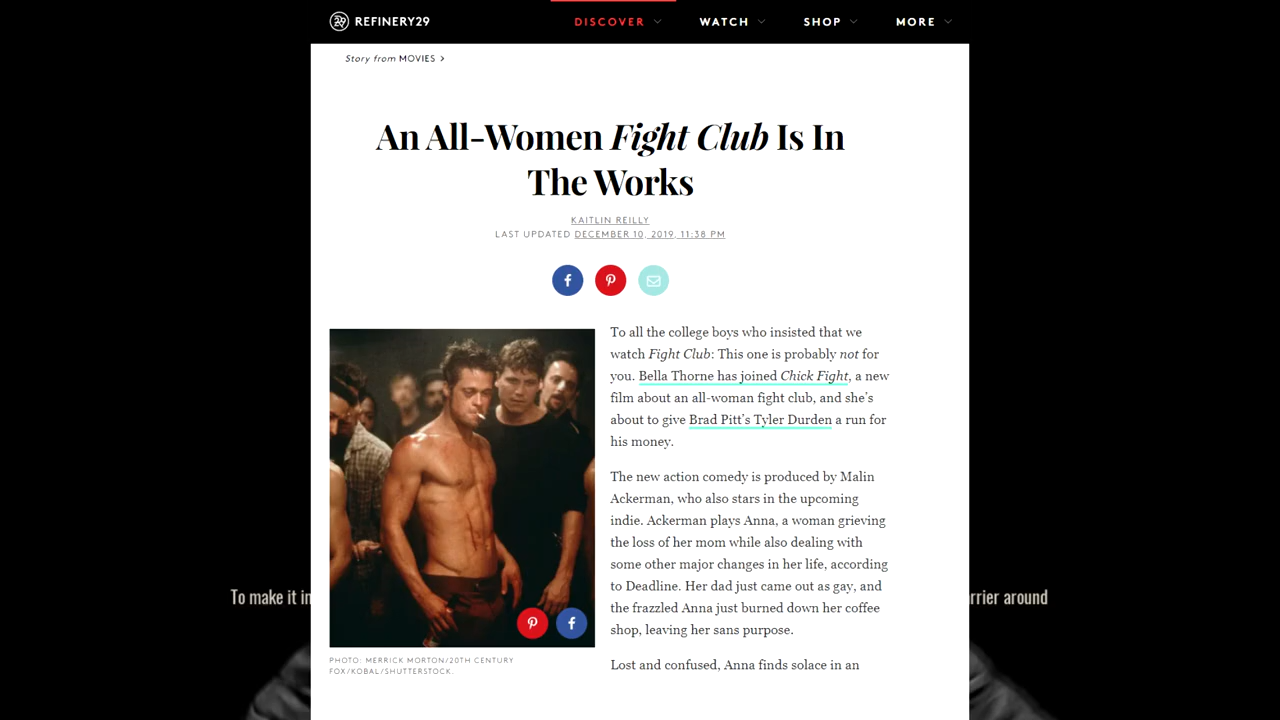 REFINERY29
DISCOVER
WATCH
SHOP
MORE
Story from MOVIES >
An All-Women Fight Club Is In
The Works
KAITLIN REILLY
LAST UPDATED DECEMBER 10, 2019, 11:38 PM
To all the college boys who insisted that we
watch Fight Club: This one is probably not for
you. Bella Thorne has joined Chick Fight, a new
film about an all-woman fight club, and she's
about to give Brad Pitt's Tyler Durden a run for
his money.
The new action comedy is produced by Malin
Ackerman, who also stars in the upcoming
indie. Ackerman plays Anna, a woman grieving
the loss of her mom while also dealing with
some other major changes in her life, according
to Deadline. Her dad just came out as gay, and
the frazzled Anna just burned down her coffee
shop, leaving her sans purpose.
Lost and confused, Anna finds solace in an
PHOTO: MERRICK MORTON/20TH CENTURY
FOX/KOBAL/SHUTTERSTOCK.
To make it in
rrier around